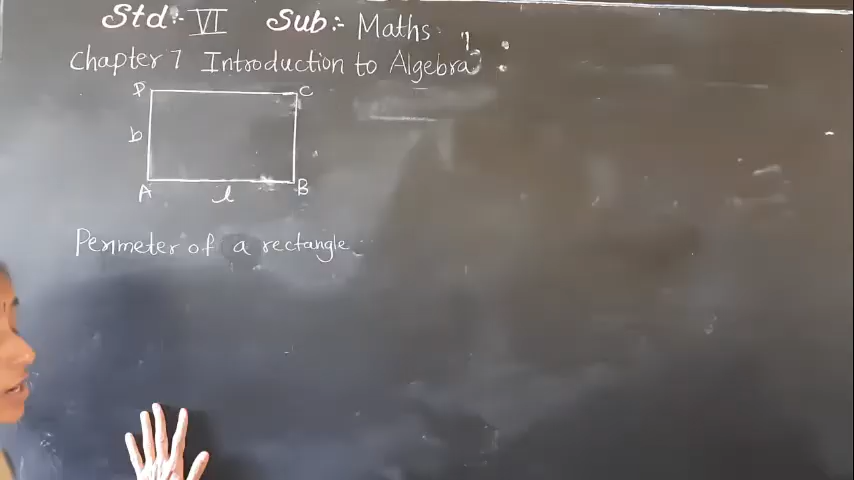 Std:- VI Sub:- Maths
Chapter 7 Introduction to Algebra
D C
b
A l B
Perimeter of a rectangle